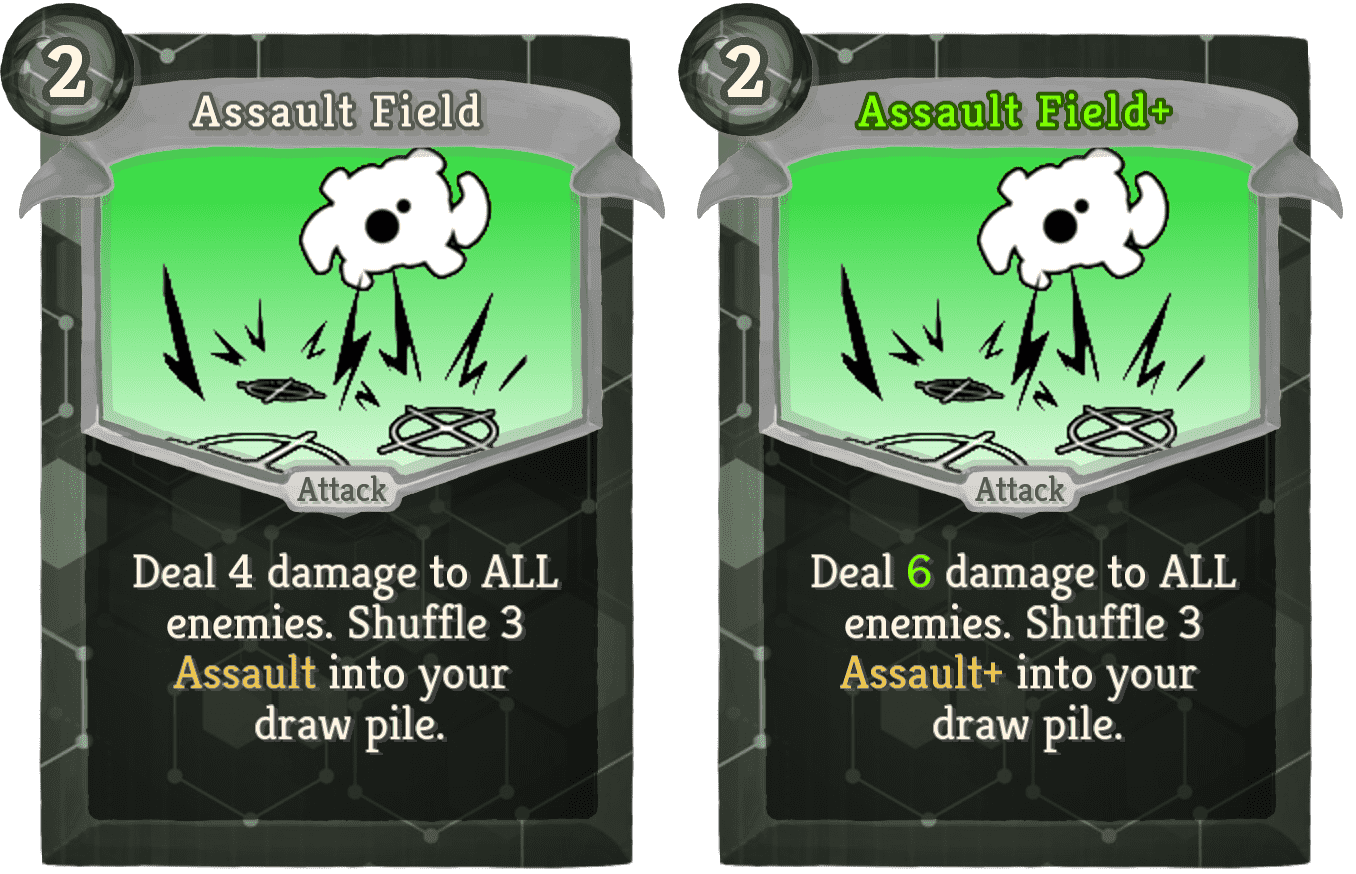 2
Assault Field
Attack
Deal 4 damage to ALL
enemies. Shuffle 3
Assault into your
draw pile.
2
Assault Field+
Attack
Deal 6 damage to ALL
enemies. Shuffle 3
Assault+ into your
draw pile.